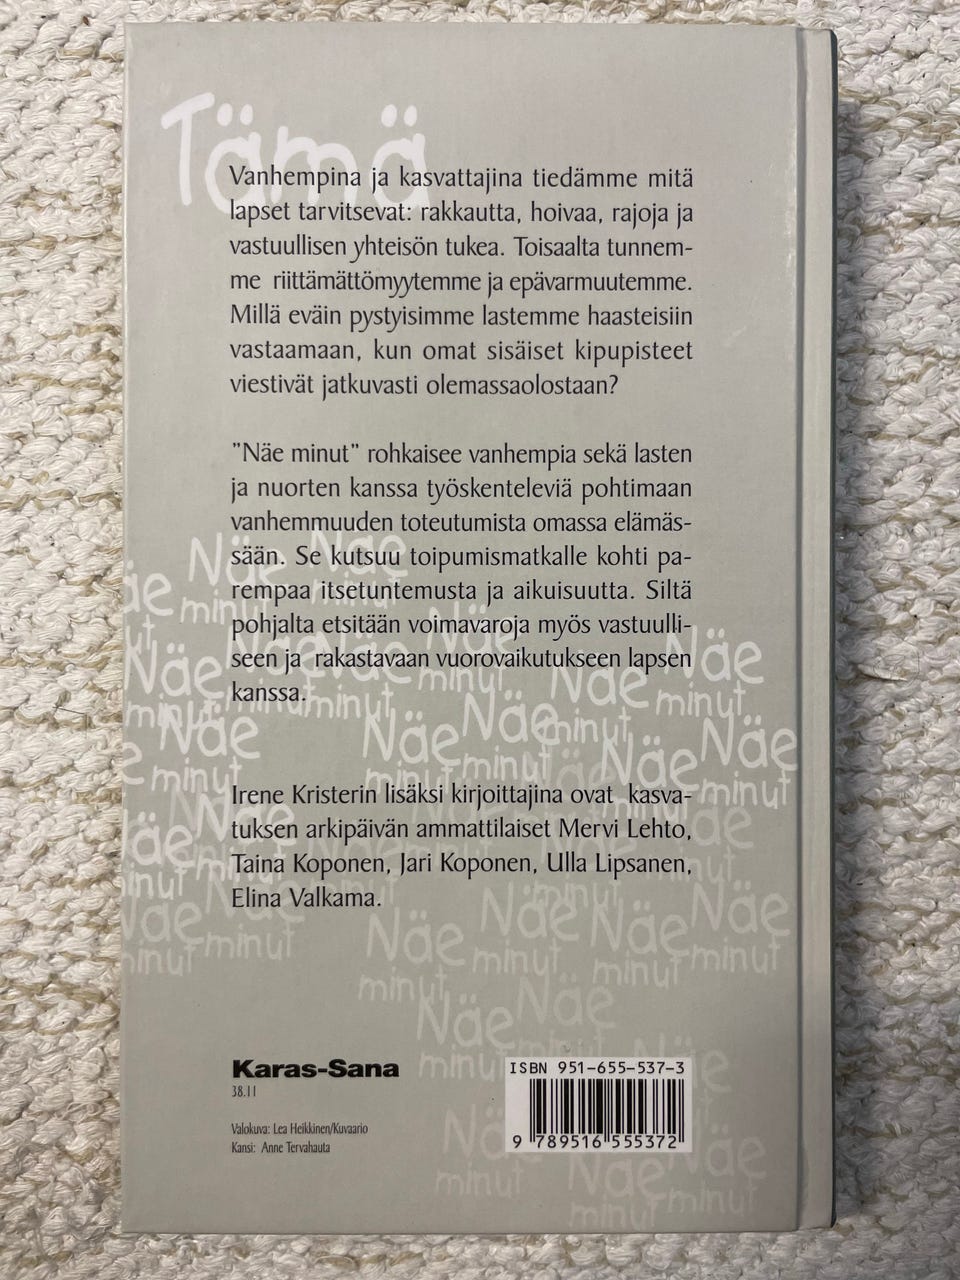 Tämä
Vanhempina ja kasvattajina tiedämme mitä
lapset tarvitsevat: rakkautta, hoivaa, rajoja ja
vastuullisen yhteisön tukea. Toisaalta tunnem-
me riittämättömyytemme ja epävarmuutemme.
Millä eväin pystyisimme lastemme haasteisiin
vastaamaan, kun omat sisäiset kipupisteet
viestivät jatkuvasti olemassaolostaan?
"Näe minut" rohkaisee vanhempia sekä lasten
ja nuorten kanssa työskenteleviä pohtimaan
vanhemmuuden toteutumista omassa elämäs-
sään. Se kutsuu toipumismatkalle kohti pa-
rempaa itsetuntemusta ja aikuisuutta. Siltä
pohjalta etsitään voimavaroja myös vastuulli-
seen ja rakastavaan vuorovaikutukseen lapsen
kanssa.
Näe
minut
Irene Kristerin lisäksi kirjoittajina ovat kasva-
tuksen arkipäivän ammattilaiset Mervi Lehto,
Taina Koponen, Jari Koponen, Ulla Lipsanen,
Elina Valkama.
Karas-Sana
38.11
Valokuva: Lea Heikkinen/Kuvaario
Kansi: Anne Tervahauta
ISBN 951-655-537-3
9 789516 555372